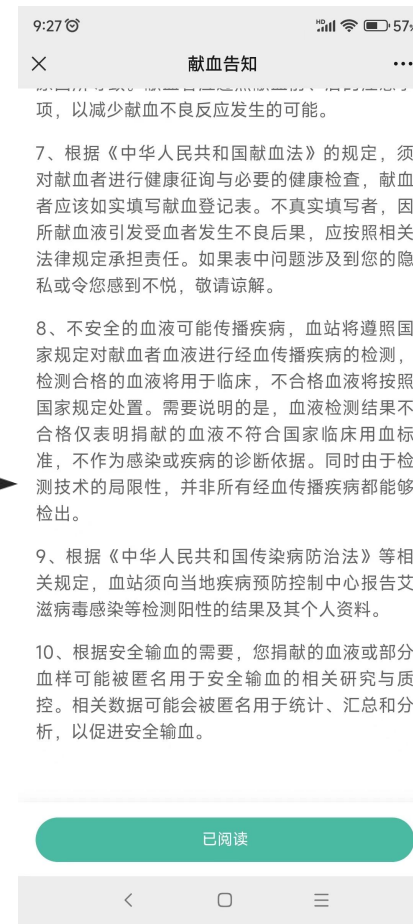 9:27
57
献血告知
项，以减少献血不良反应发生的可能。
7、根据《中华人民共和国献血法》的规定，须
对献血者进行健康征询与必要的健康检查，献血
者应该如实填写献血登记表。不真实填写者，因
所献血液引发受血者发生不良后果，应按照相关
法律规定承担责任。如果表中问题涉及到您的隐
私或令您感到不悦，敬请谅解。
8、不安全的血液可能传播疾病，血站将遵照国
家规定对献血者血液进行经血传播疾病的检测，
检测合格的血液将用于临床，不合格血液将按照
国家规定处置。需要说明的是，血液检测结果不
合格仅表明捐献的血液不符合国家临床用血标
准，不作为感染或疾病的诊断依据。同时由于检
测技术的局限性，并非所有经血传播疾病都能够
检出。
9、根据《中华人民共和国传染病防治法》等相
关规定，血站须向当地疾病预防控制中心报告艾
滋病毒感染等检测阳性的结果及其个人资料。
10、根据安全输血的需要，您捐献的血液或部分
血样可能被匿名用于安全输血的相关研究与质
控。相关数据可能会被匿名用于统计、汇总和分
析，以促进安全输血。
已阅读